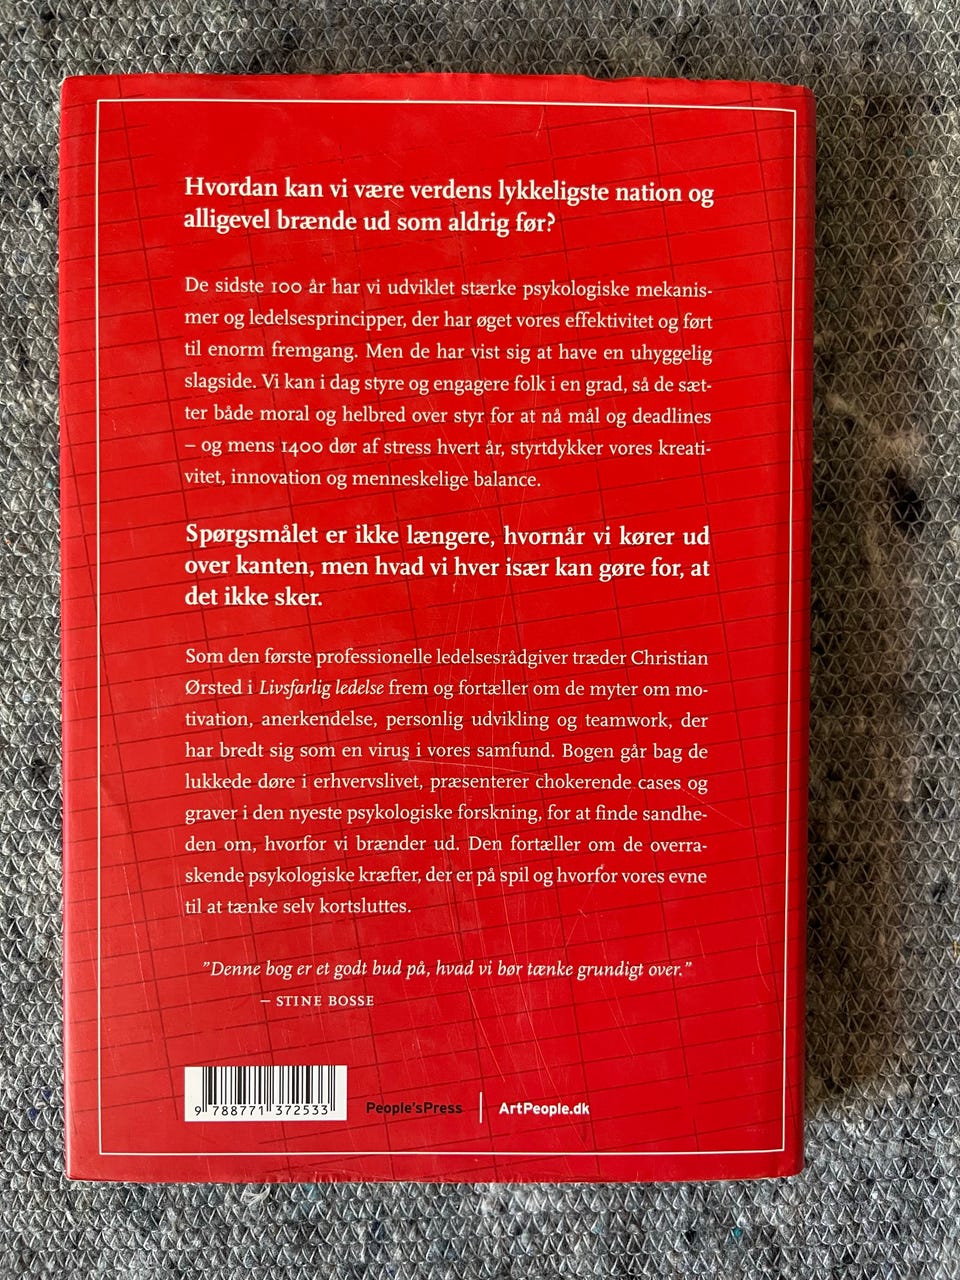 Hvordan kan vi være verdens lykkeligste nation og
alligevel brænde ud som aldrig før?
De sidste 100 år har vi udviklet stærke psykologiske mekanis-
mer og ledelsesprincipper, der har øget vores effektivitet og ført
til enorm fremgang. Men de har vist sig at have en uhyggelig
slagside. Vi kan i dag styre og engagere folk i en grad, så de sæt-
ter både moral og helbred over styr for at nå mål og deadlines
– og mens 1400 dør af stress hvert år, styrtdykker vores kreati-
vitet, innovation og menneskelige balance.
Spørgsmålet er ikke længere, hvornår vi kører ud
over kanten, men hvad vi hver især kan gøre for, at
det ikke sker.
Som den første professionelle ledelsesrådgiver træder Christian
Ørsted i Livsfarlig ledelse frem og fortæller om de myter om mo-
tivation, anerkendelse, personlig udvikling og teamwork, der
har bredt sig som en virus i vores samfund. Bogen går bag de
lukkede døre i erhvervslivet, præsenterer chokerende cases og
graver i den nyeste psykologiske forskning, for at finde sandhe-
den om, hvorfor vi brænder ud. Den fortæller om de overra-
skende psykologiske kræfter, der er på spil og hvorfor vores evne
til at tænke selv kortsluttes.
"Denne bog er et godt bud på, hvad vi bør tænke grundigt over."
– STINE BOSSE
9 788771 372533
People'sPress | ArtPeople.dk